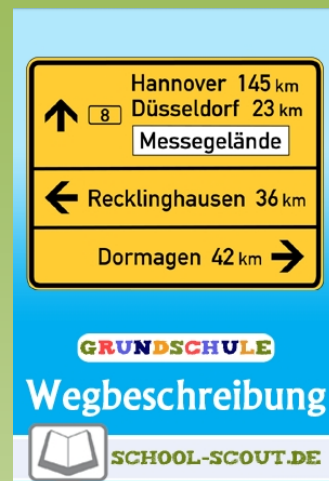 Hannover 145 km
8 Düsseldorf 23 km
Messegelände
Recklinghausen 36 km
Dormagen 42 km
GRUNDSCHULE
Wegbeschreibung
SCHOOL-SCOUT.DE